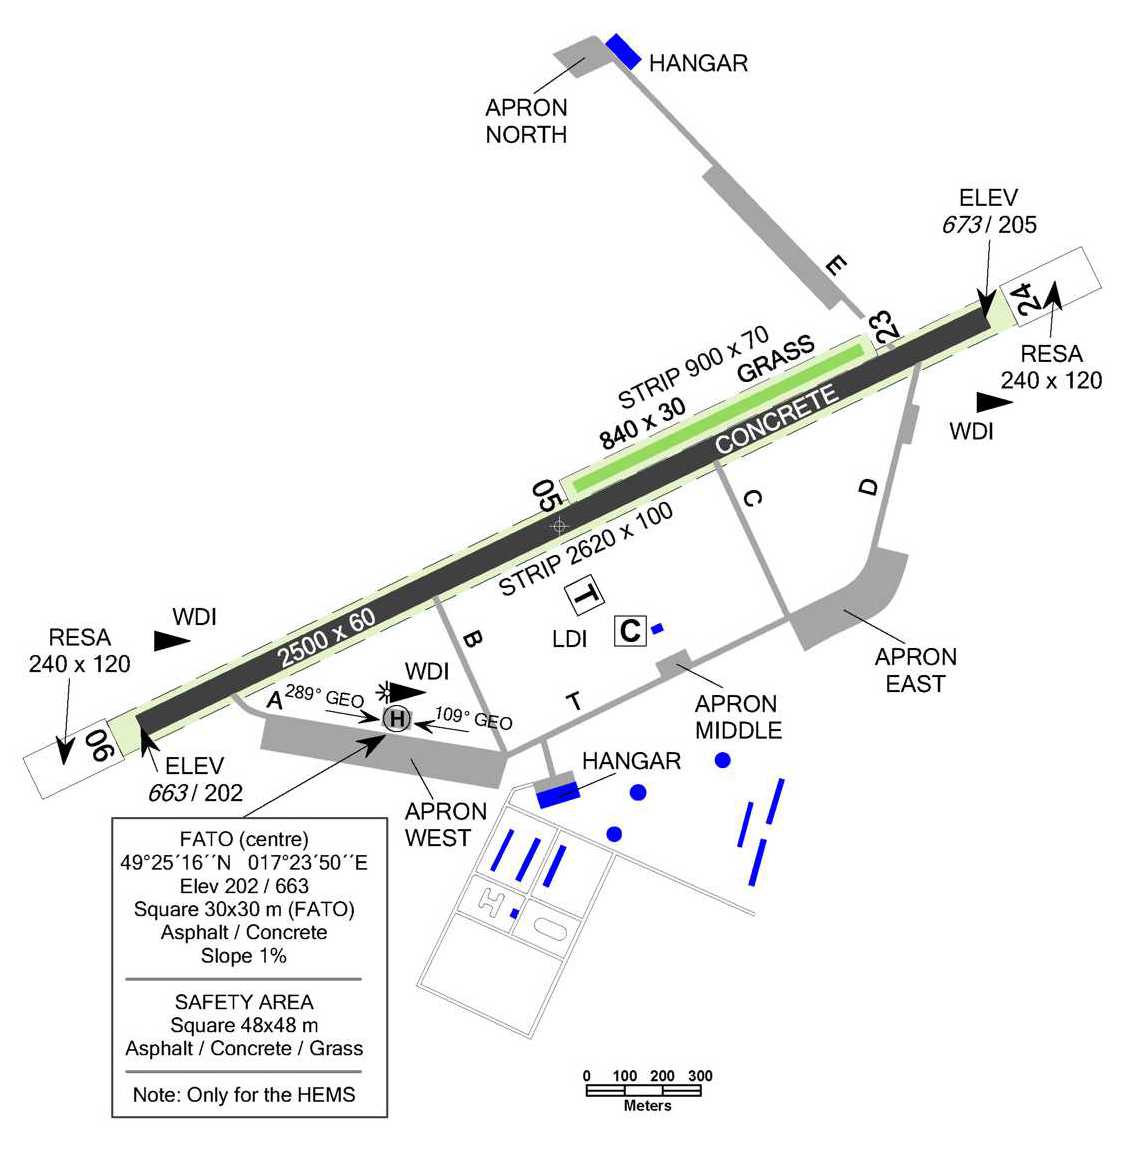 HANGAR
APRON
NORTH
ELEV
673 / 205
E
24
23
RESA
240 x 120
STRIP 900 x 70
GRASS
840 x 30
CONCRETE
WDI
05
C
D
STRIP 2620 x 100
T
C
LDI
WDI
2500 x 60
B
RESA
240 x 120
WDI
APRON
EAST
A
289° GEO
H
109° GEO
T
APRON
MIDDLE
06
ELEV
663 / 202
HANGAR
APRON
WEST
FATO (centre)
49°25´16´´N 017°23´50´´E
Elev 202 / 663
Square 30x30 m (FATO)
Asphalt / Concrete
Slope 1%
SAFETY AREA
Square 48x48 m
Asphalt / Concrete / Grass
Note: Only for the HEMS
H
0 100 200 300
Meters